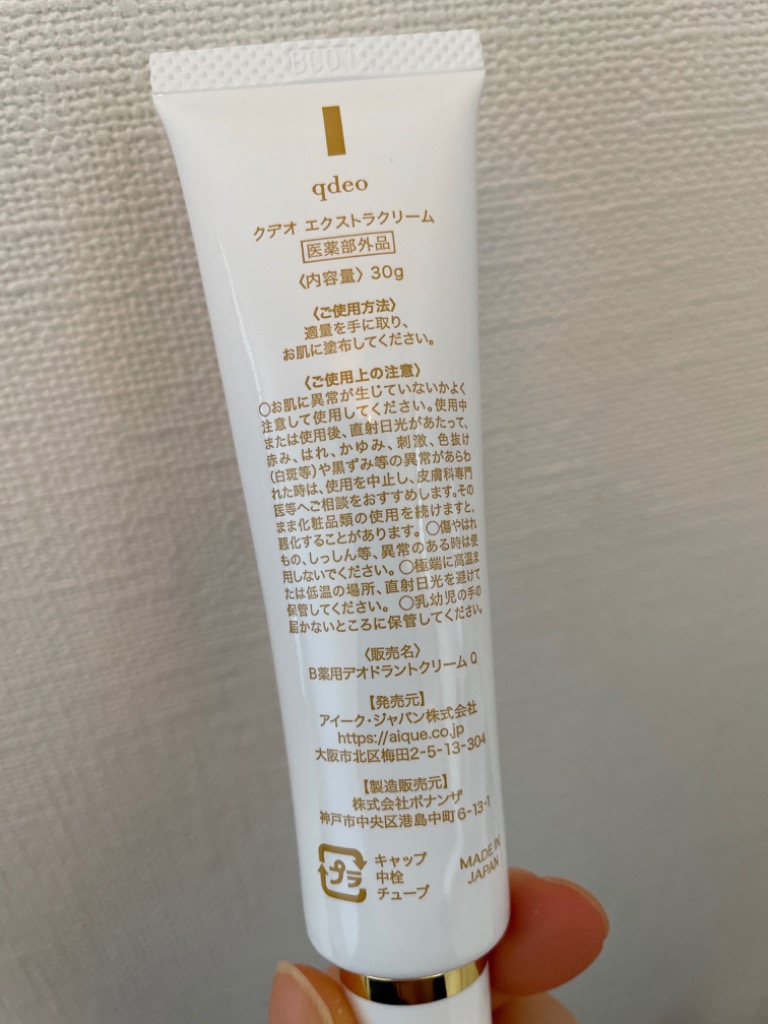 qdeo
クデオ エクストラクリーム
医薬部外品
〈内容量〉 30g
〈ご使用方法〉
適量を手に取り、
お肌に塗布してください。
〈ご使用上の注意〉
○お肌に異常が生じていないかよく
注意して使用してください。使用中
または使用後、直射日光があたって、
赤み、はれ、かゆみ、刺激、色抜け
(白斑等)や黒ずみ等の異常があらわ
れた時は、使用を中止し、皮膚科専門
医等へご相談をおすすめします。その
まま化粧品類の使用を続けますと、
悪化することがあります。 ○傷やはれ
もの、しっしん等、異常のある時は使
用しないでください。 ○極端に高温ま
たは低温の場所、直射日光を避けて
保管してください。 ○乳幼児の手の
届かないところに保管してください。
〈販売名〉
B薬用デオドラントクリーム Q
【発売元】
アイーク・ジャパン株式会社
https://aique.co.jp
大阪市北区梅田2-5-13-304
【製造販売元】
株式会社ボナンザ
神戸市中央区港島中町6-13-1
プラ
キャップ
中栓
チューブ
MADE IN
JAPAN